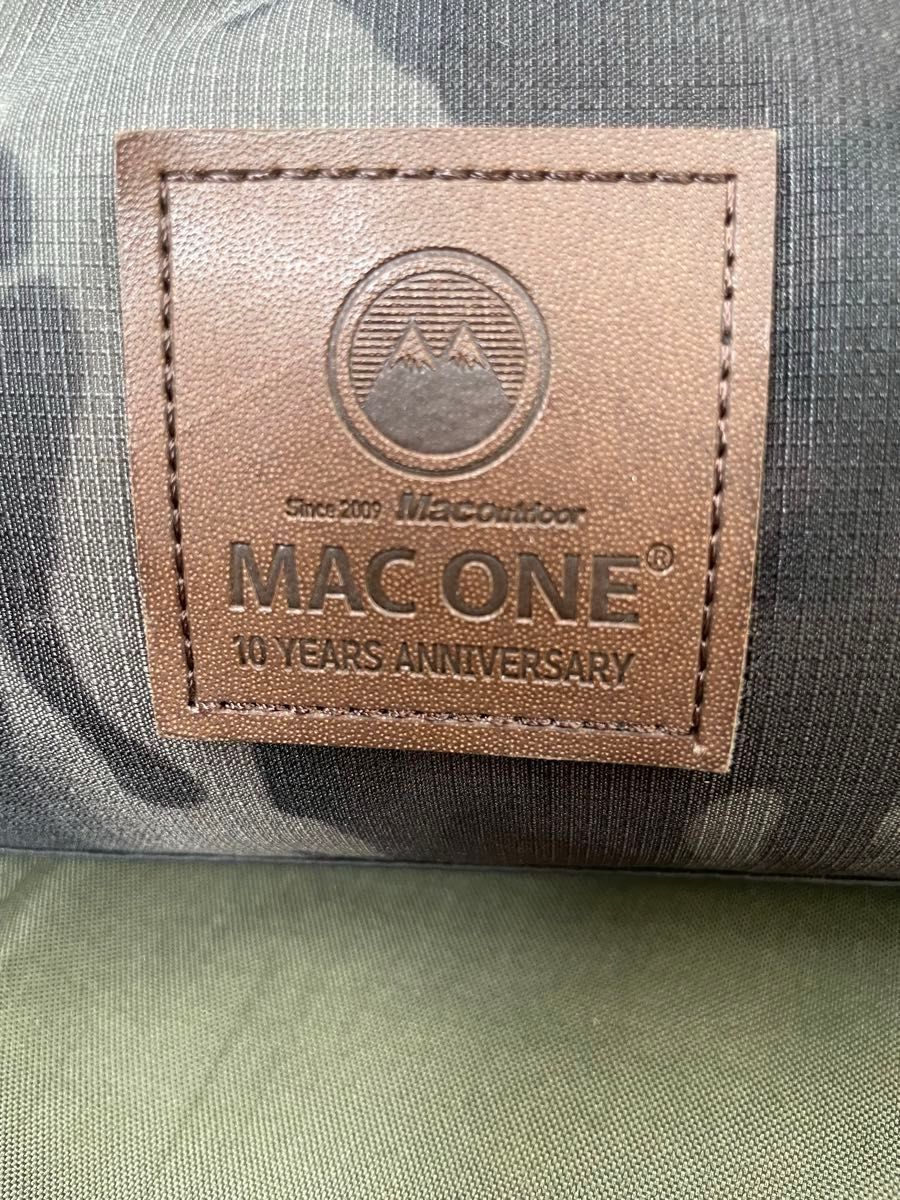 Since 2009 MacOutdoor
MAC ONE®
10 YEARS ANNIVERSARY